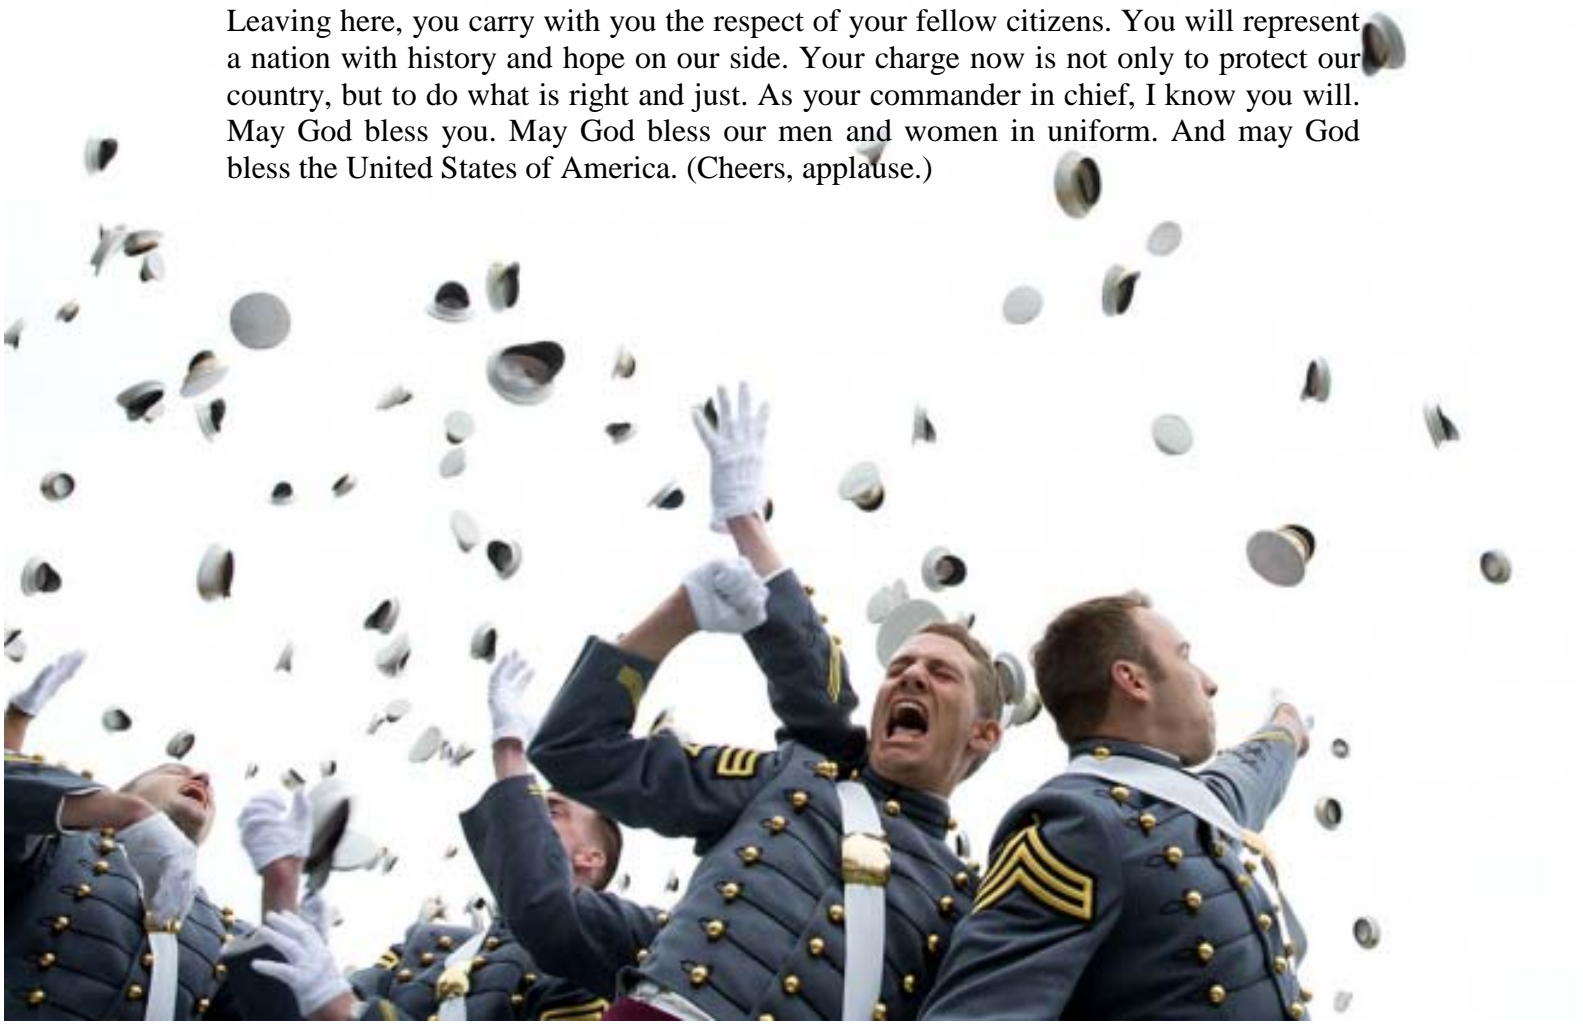 Leaving here, you carry with you the respect of your fellow citizens. You will represent
a nation with history and hope on our side. Your charge now is not only to protect our
country, but to do what is right and just. As your commander in chief, I know you will.
May God bless you. May God bless our men and women in uniform. And may God
bless the United States of America. (Cheers, applause.)